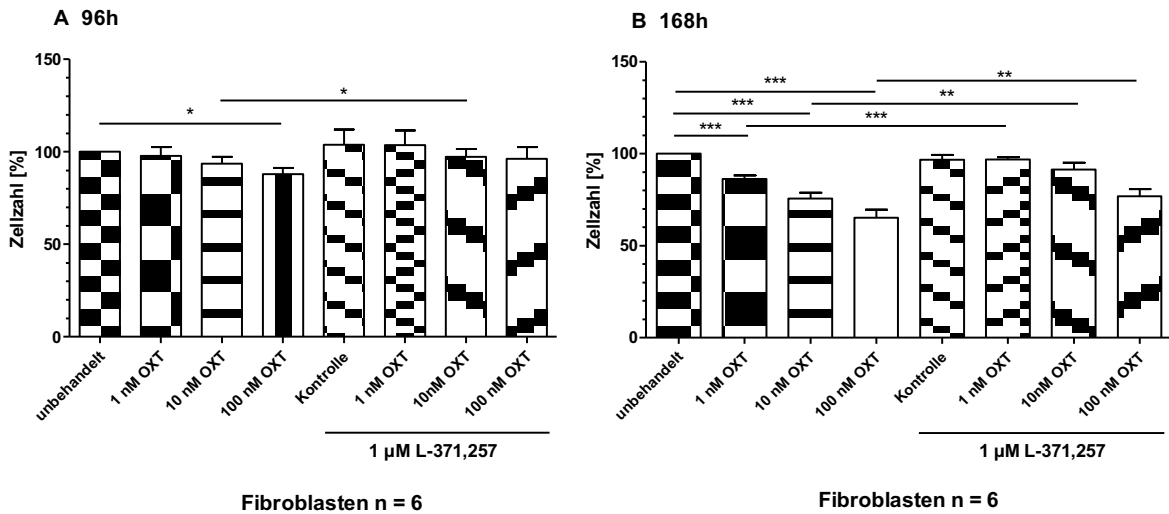 A 96h
150
100
50
0
Zellzahl [%]
*
*
unbehandelt
1 nM OXT
10 nM OXT
100 nM OXT
Kontrolle
1 nM OXT
10nM OXT
100 nM OXT
1 µM L-371,257
Fibroblasten n = 6
B 168h
150
100
50
0
Zellzahl [%]
***
**
***
**
***
***
unbehandelt
1 nM OXT
10 nM OXT
100 nM OXT
Kontrolle
1 nM OXT
10nM OXT
100 nM OXT
1 µM L-371,257
Fibroblasten n = 6